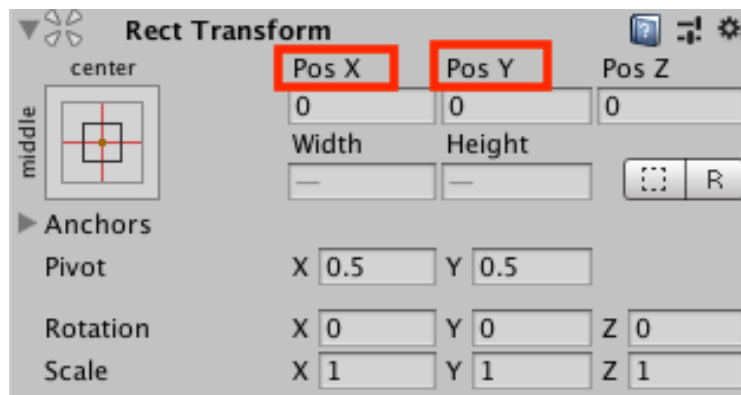 Rect Transform
center
Pos X Pos Y Pos Z
0 0 0
middle
Width Height
— —
R
Anchors
Pivot X 0.5 Y 0.5
Rotation X 0 Y 0 Z 0
Scale X 1 Y 1 Z 1